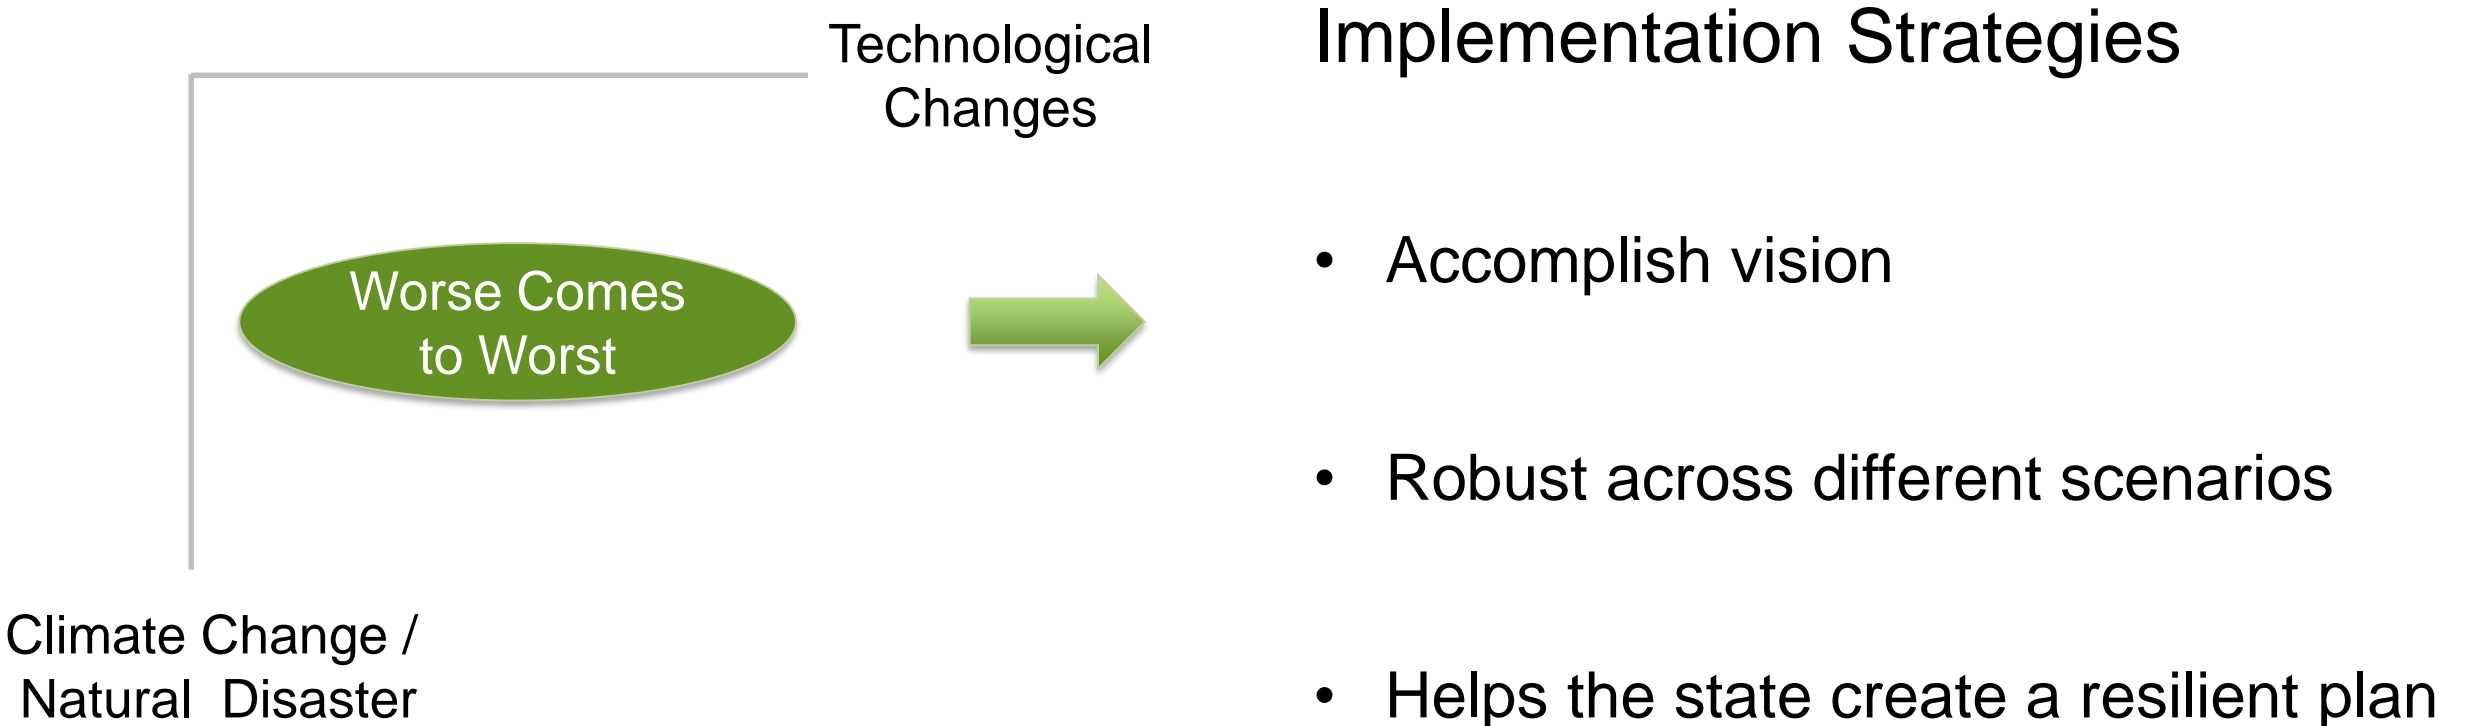 Technological
Changes
Worse Comes
to Worst
Climate Change /
Natural  Disaster
Implementation Strategies
• Accomplish vision
• Robust across different scenarios
• Helps the state create a resilient plan